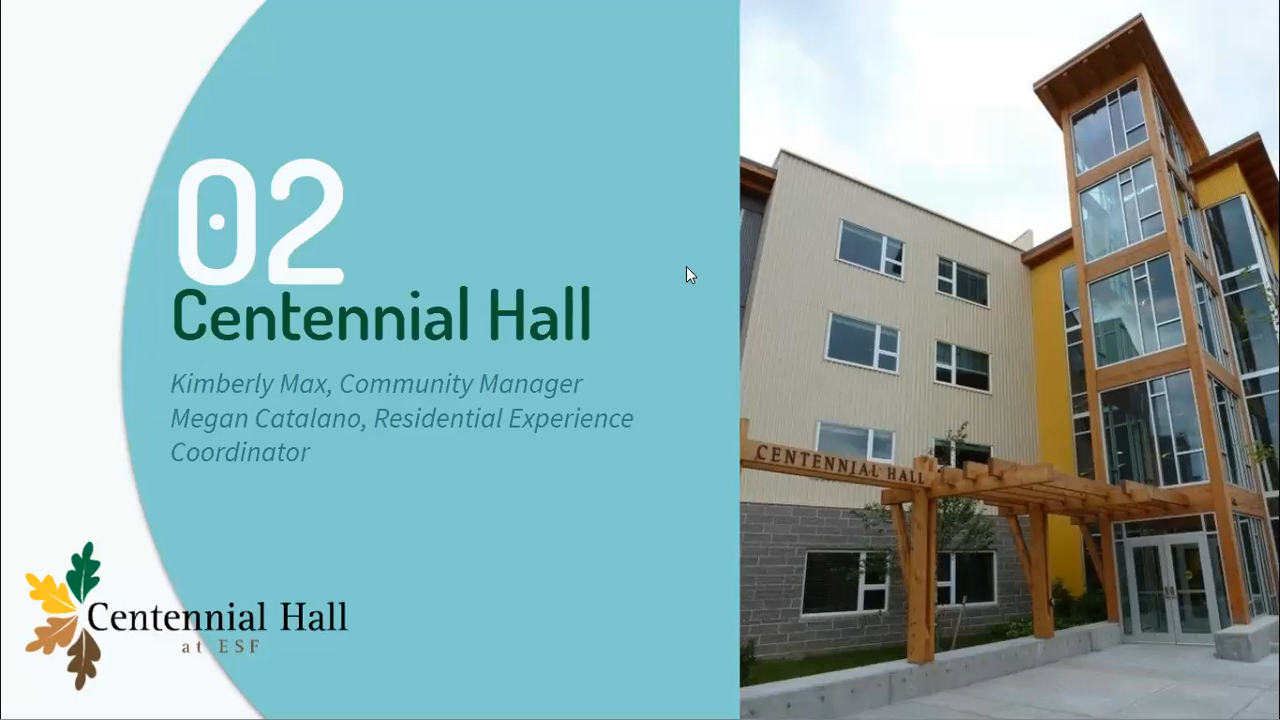 02
Centennial Hall
Kimberly Max, Community Manager
Megan Catalano, Residential Experience
Coordinator
Centennial Hall
at ESF
CENTENNIAL HALL